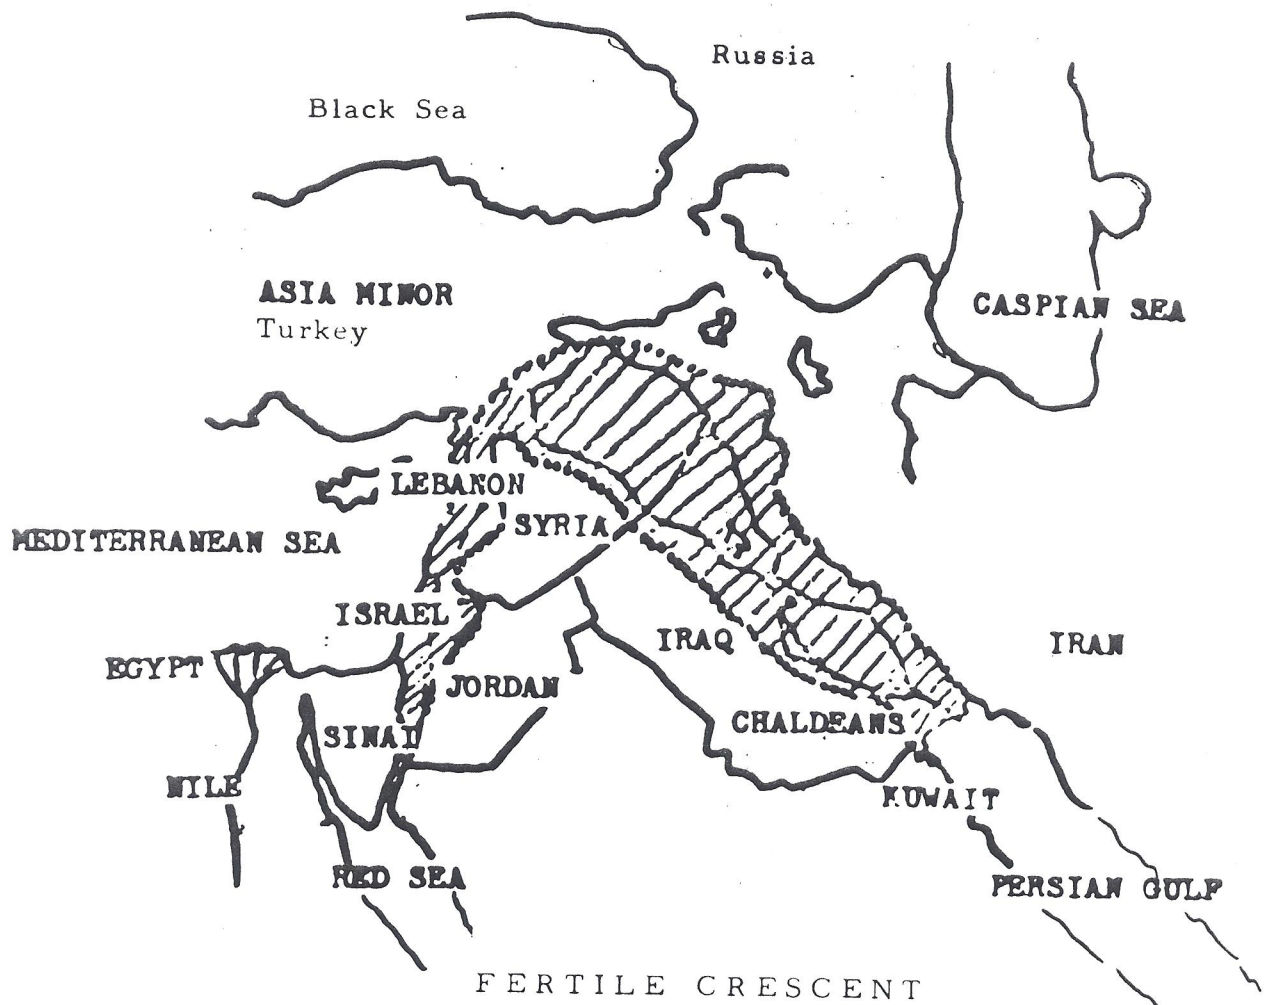 Russia
Black Sea
ASIA MINOR
Turkey
CASPIAN SEA
LEBANON
SYRIA
MEDITERRANEAN SEA
ISRAEL
IRAQ
IRAN
EGYPT
JORDAN
CHALDEANS
SINAI
NILE
KUWAIT
RED SEA
PERSIAN GULF
FERTILE CRESCENT